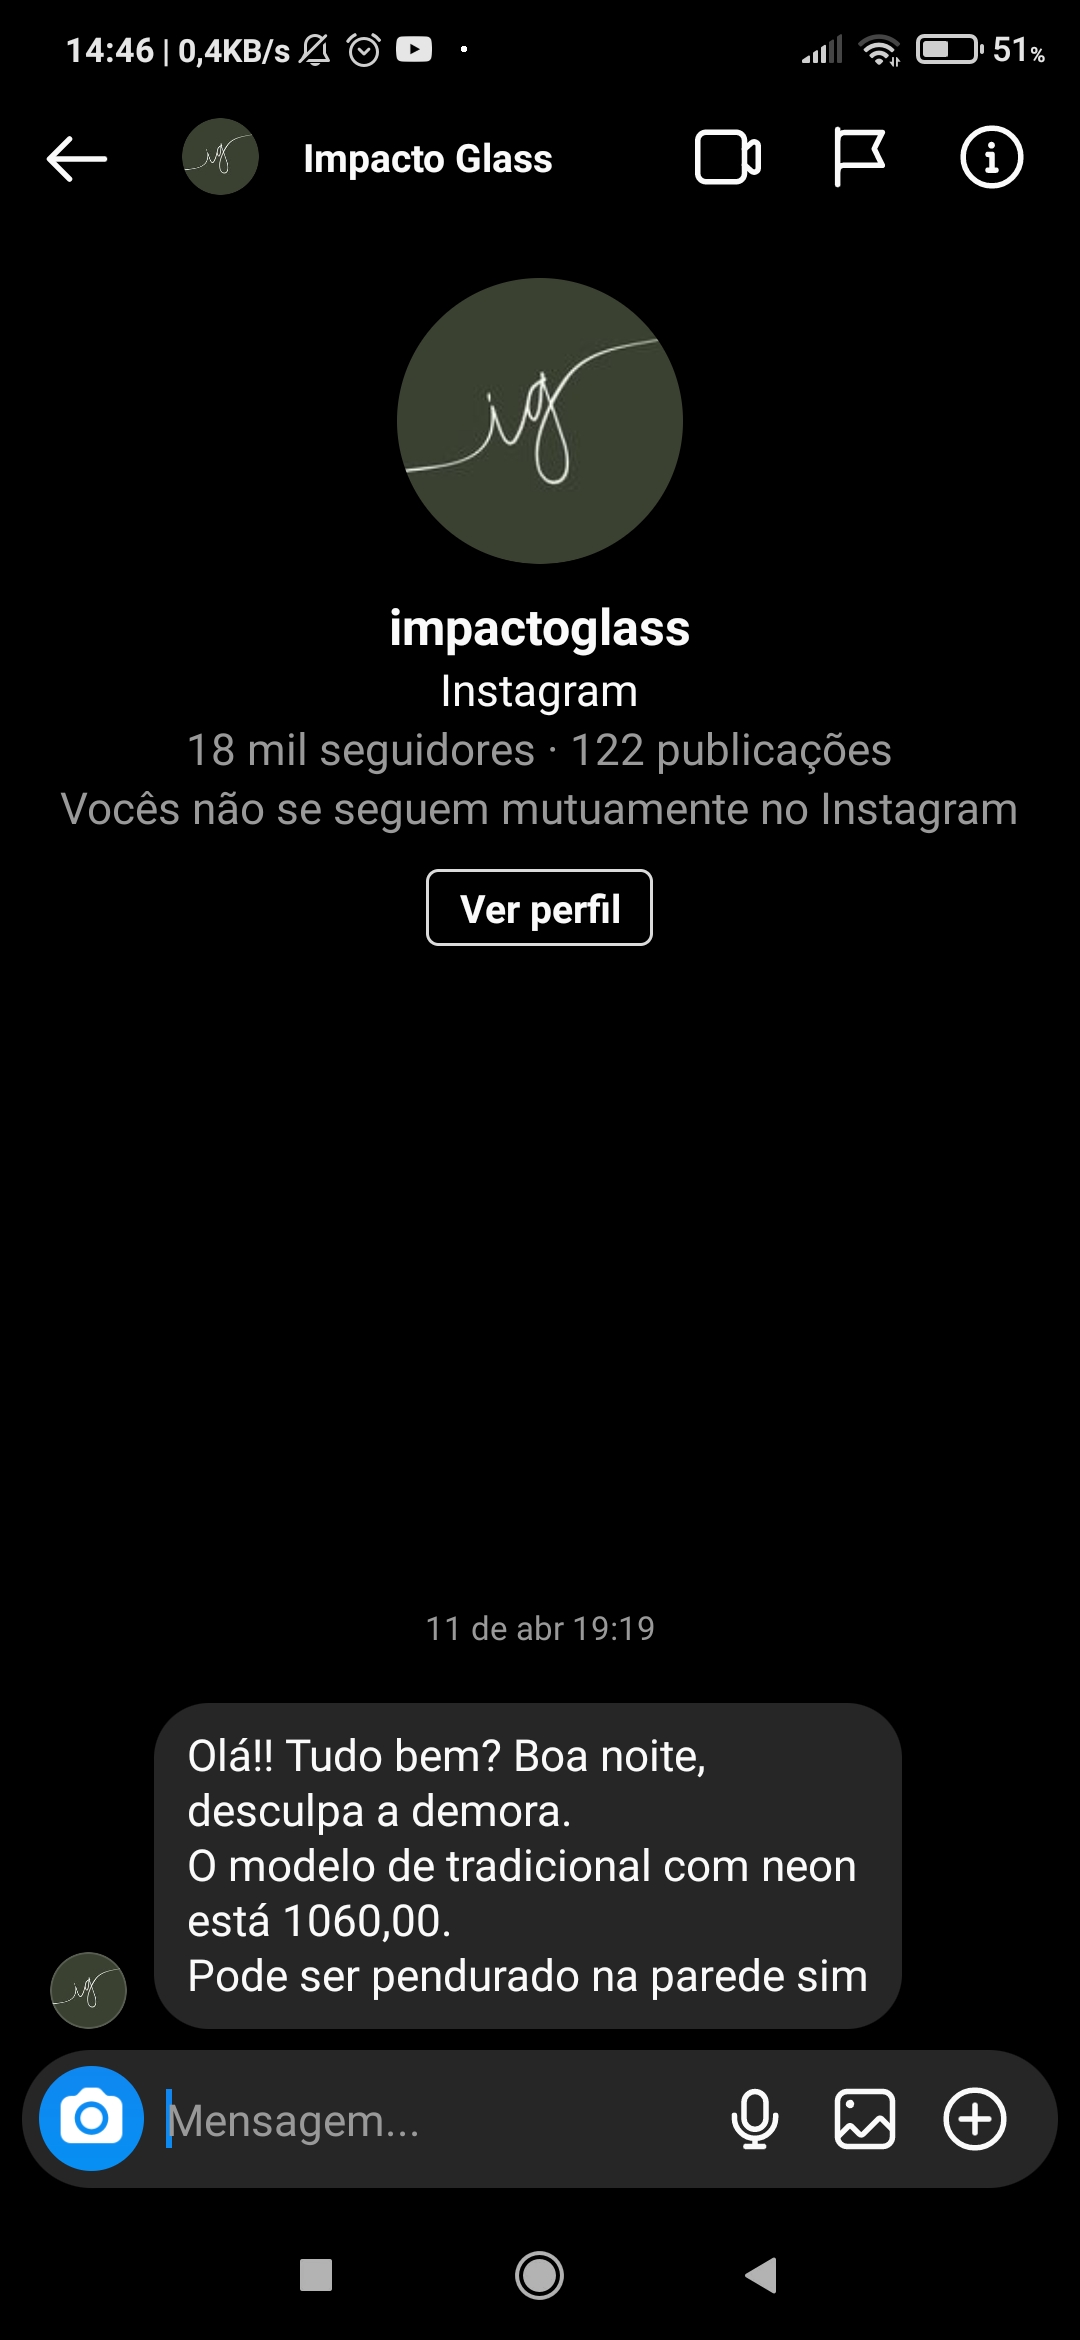 14:46 | 0,4KB/s
51%
Impacto Glass
ig
impactoglass
Instagram
18 mil seguidores · 122 publicações
Vocês não se seguem mutuamente no Instagram
Ver perfil
11 de abr 19:19
Olá!! Tudo bem? Boa noite,
desculpa a demora.
O modelo de tradicional com neon
está 1060,00.
Pode ser pendurado na parede sim
Mensagem...